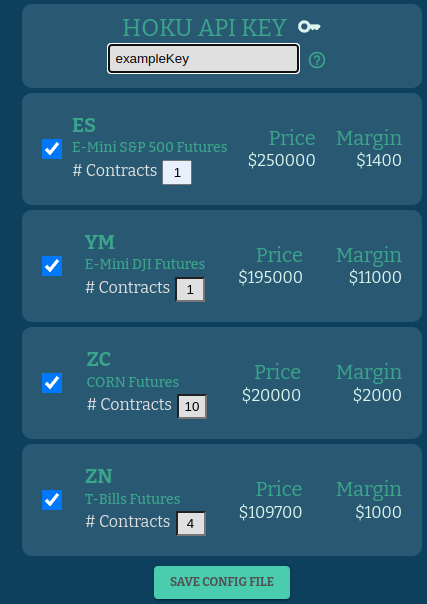 HOKU API KEY
exampleKey
ES
E-Mini S&P 500 Futures
# Contracts 1
Price Margin
$250000 $1400
YM
E-Mini DJI Futures
# Contracts 1
Price Margin
$195000 $11000
ZC
CORN Futures
# Contracts 10
Price Margin
$20000 $2000
ZN
T-Bills Futures
# Contracts 4
Price Margin
$109700 $1000
SAVE CONFIG FILE